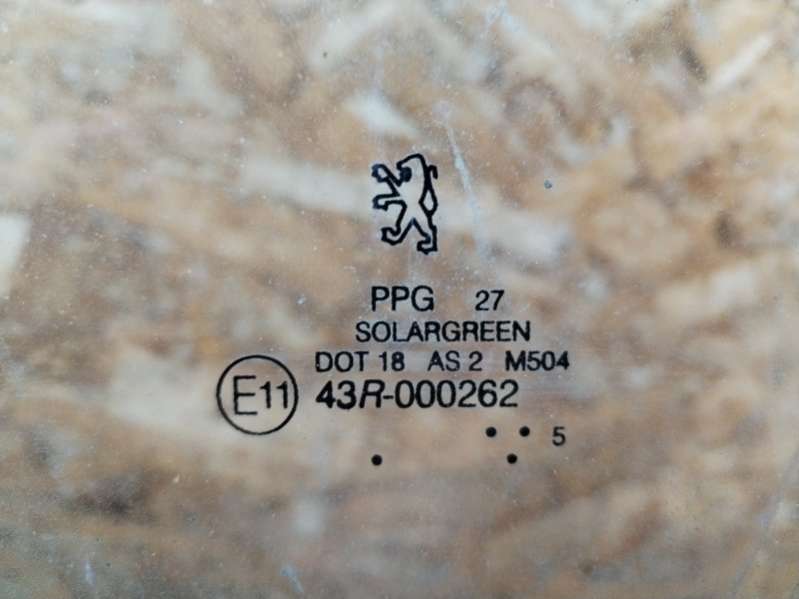 PPG 27
SOLARGREEN
DOT 18 AS 2 M504
E11 43R-000262
5